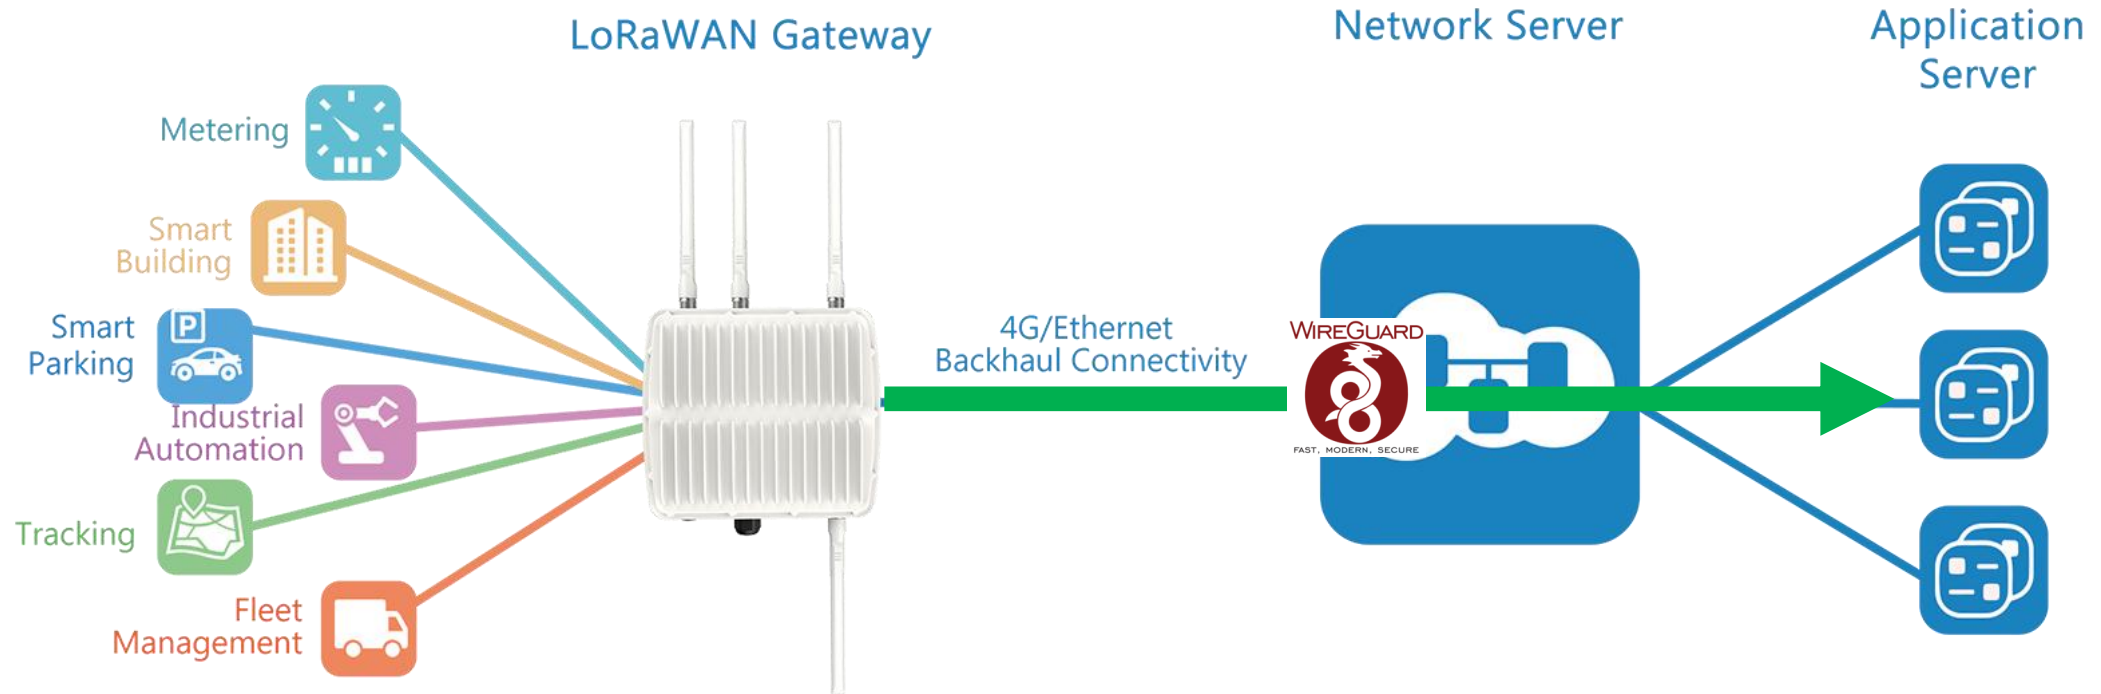 LoRaWAN Gateway
Network Server
Application
Server
Metering
Smart
Building
P
Smart
Parking
Industrial
Automation
Tracking
Fleet
Management
4G/Ethernet
Backhaul Connectivity
WIREGUARD
FAST, MODERN, SECURE